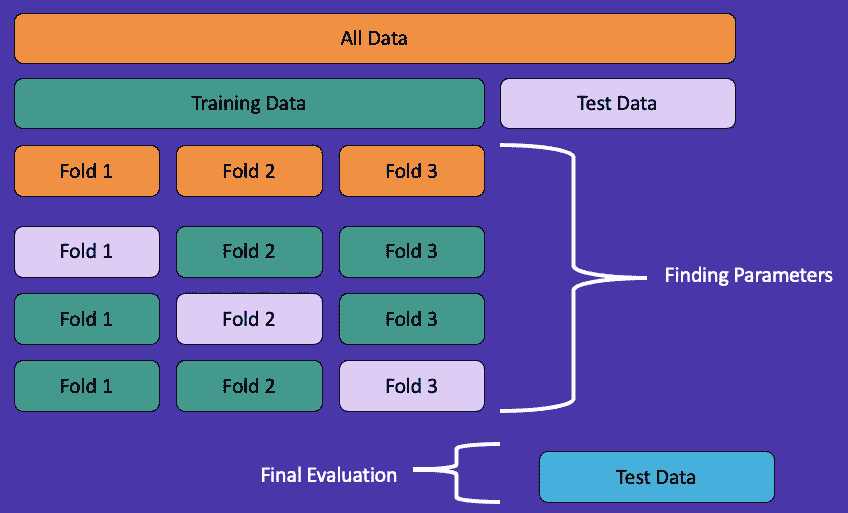 All Data
Training Data
Test Data
Fold 1
Fold 2
Fold 3
Fold 1
Fold 2
Fold 3
Finding Parameters
Fold 1
Fold 2
Fold 3
Fold 1
Fold 2
Fold 3
Final Evaluation
Test Data